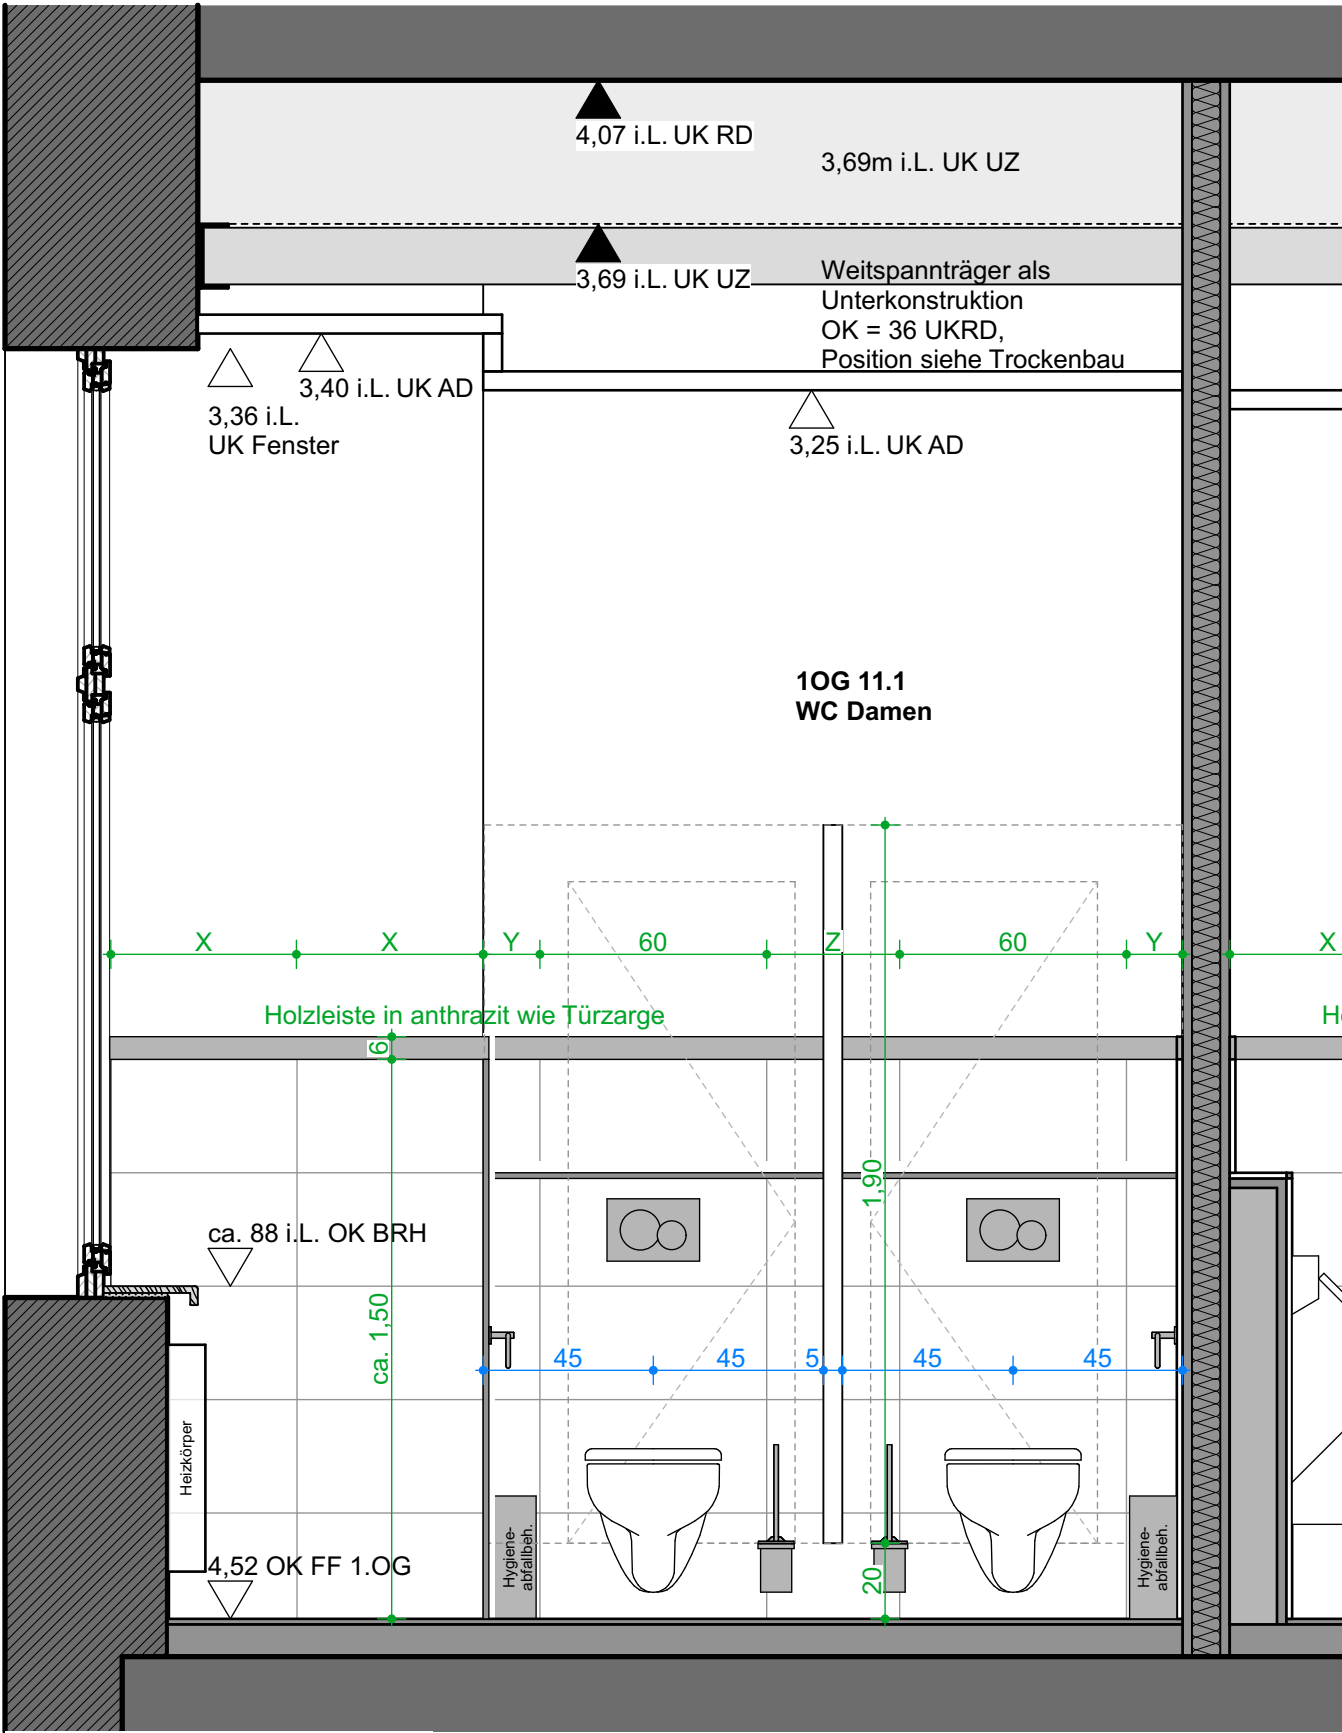 4,07 i.L. UK RD
3,69m i.L. UK UZ
3,69 i.L. UK UZ
Weitspannträger als
Unterkonstruktion
OK = 36 UKRD,
Position siehe Trockenbau
3,40 i.L. UK AD
3,36 i.L.
UK Fenster
3,25 i.L. UK AD
1OG 11.1
WC Damen
X
X
Y
60
Z
60
Y
X
Holzleiste in anthrazit wie Türzarge
6
1,90
ca. 88 i.L. OK BRH
ca. 1,50
45
45
5
45
45
Heizkörper
Hygiene-
abfallbeh.
Hygiene-
abfallbeh.
4,52 OK FF 1.OG
20